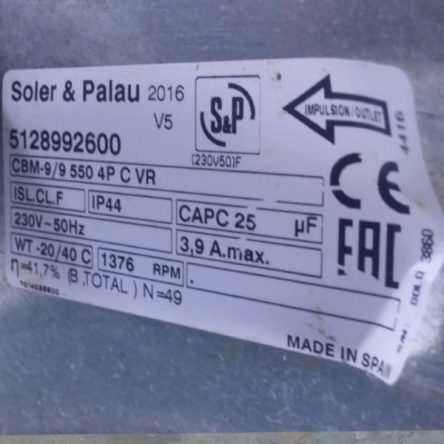 Soler & Palau 2016
V5
S&P
(230V50)F
IMPULSION/OUTLET
5128992600
CBM-9/9 550 4P C VR
ISL.CL.F IP44 CAPC 25 µF
230V~50Hz 3,9 A.max.
WT -20/40 C 1376 RPM .
η=41,7% (B,TOTAL) N=49
CE
EAC
4416
MADE IN SPAIN